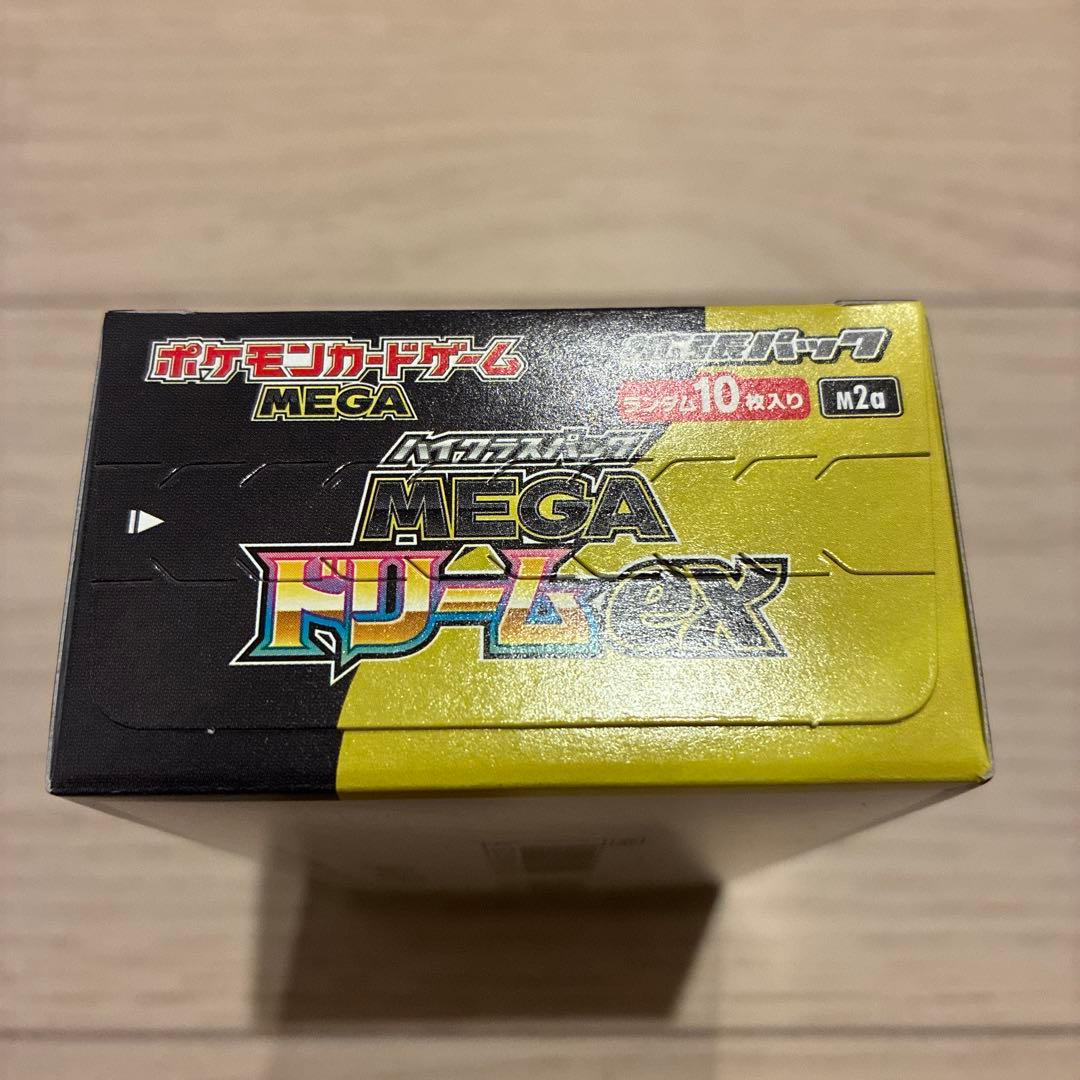 ポケモンカードゲーム
MEGA
拡張パック
ランダム10枚入り
M2a
ハイクラスパック
MEGA
ドリームex